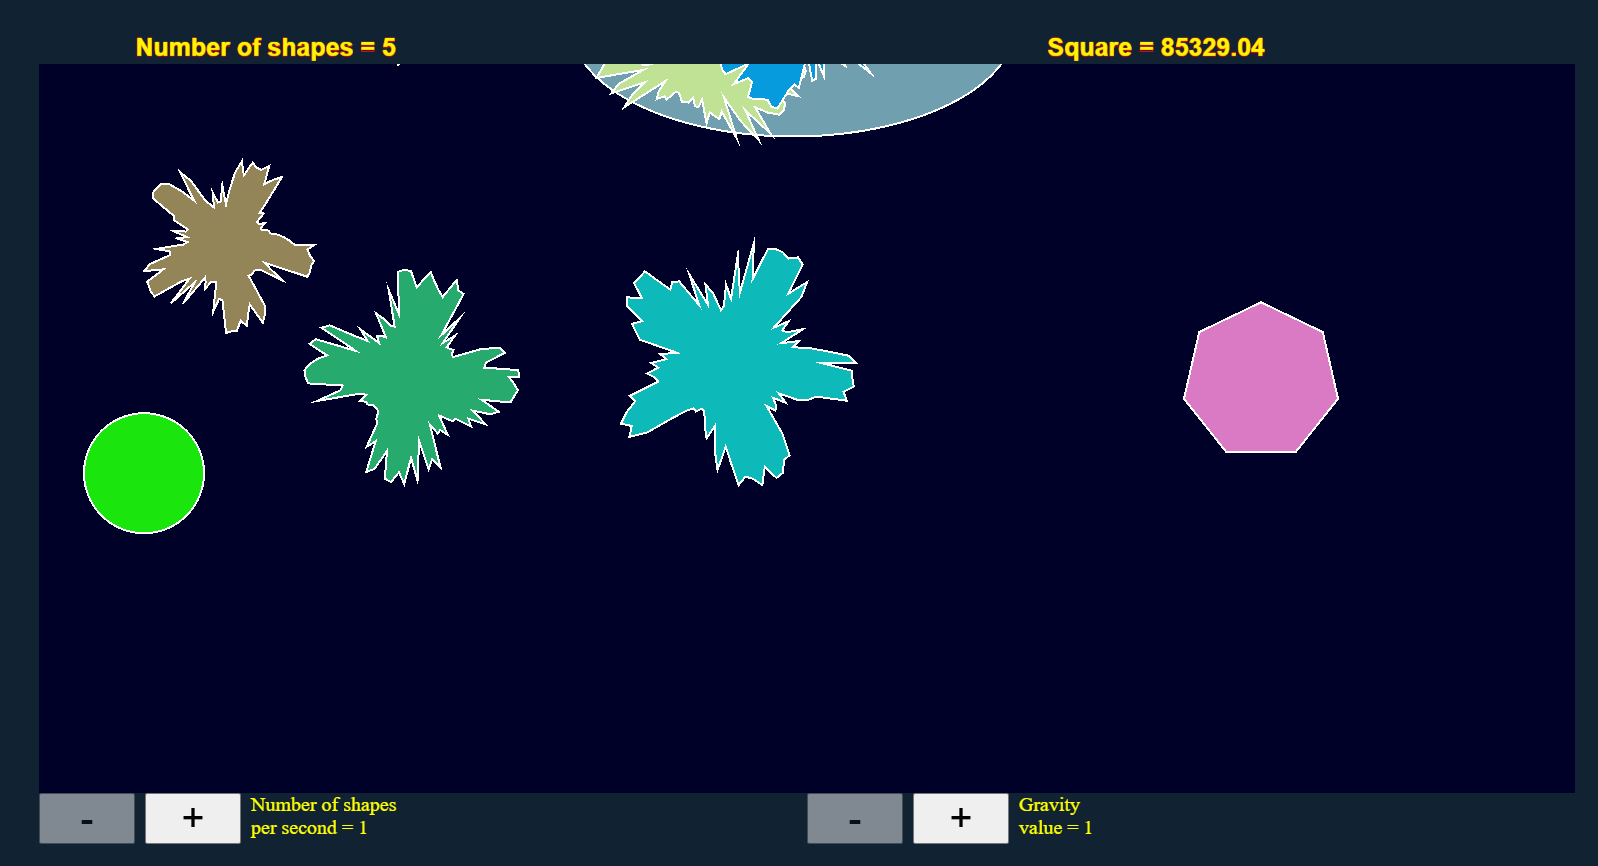 Number of shapes = 5
Square = 85329.04
-
+
Number of shapes
per second = 1
-
+
Gravity
value = 1